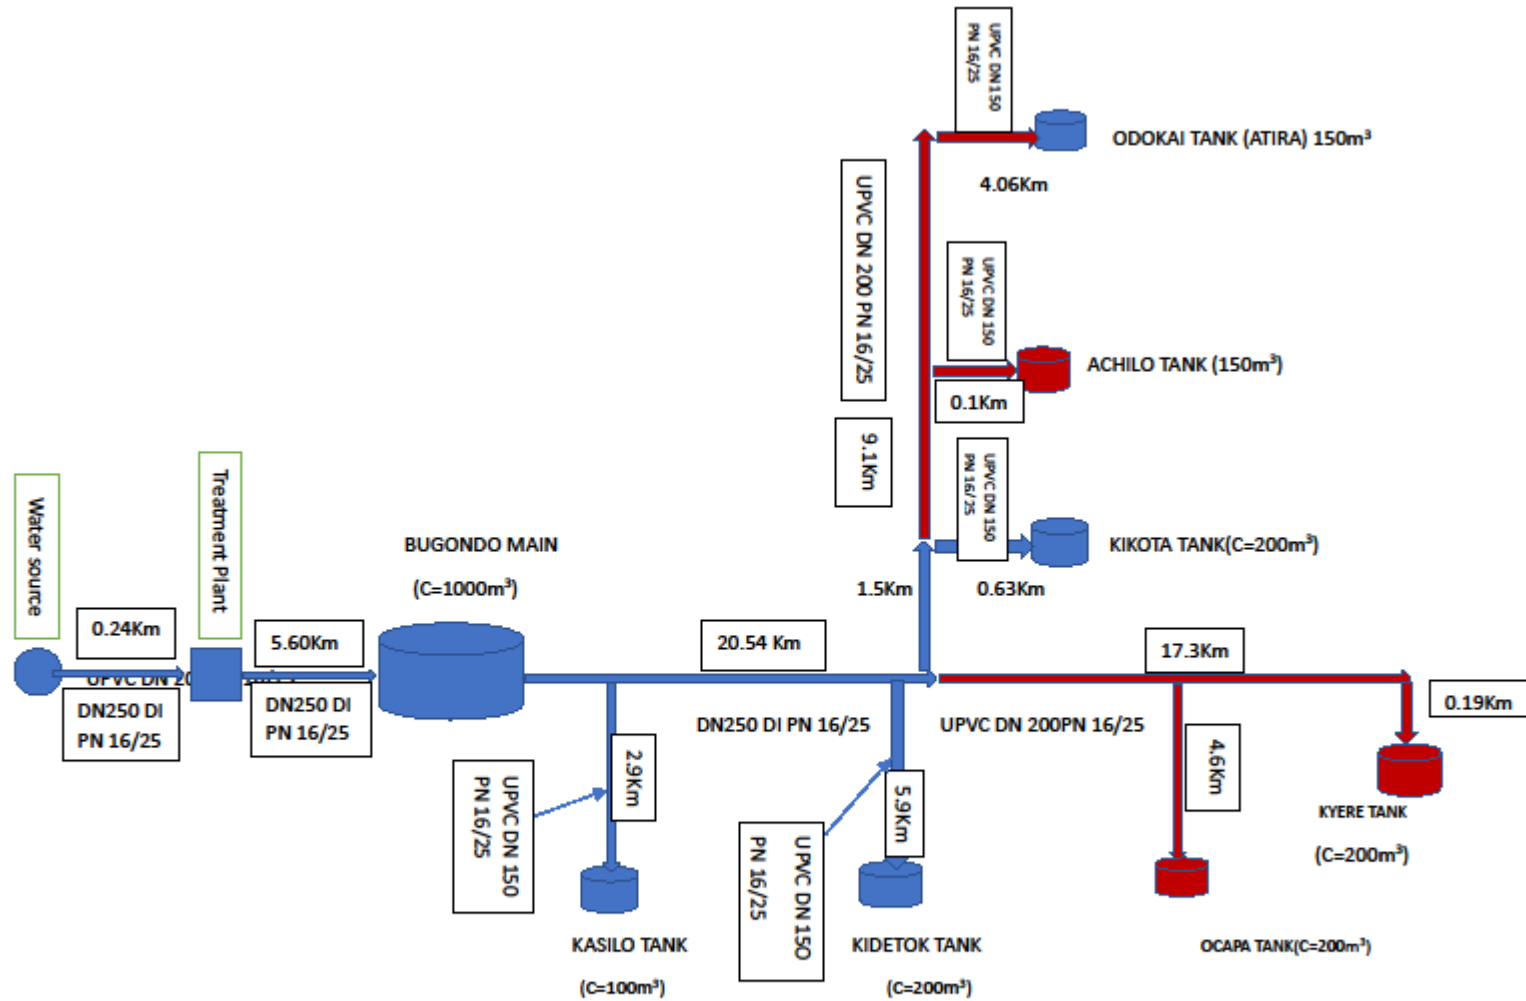 UPVC DN150
PN 16/25
ODOKAI TANK (ATIRA) 150m³
4.06Km
UPVC DN 200 PN 16/25
UPVC DN 150
PN 16/25
ACHILO TANK (150m³)
0.1Km
9.1Km
UPVC DN 150
PN 16/25
KIKOTA TANK(C=200m³)
0.63Km
1.5Km
Water source
Treatment Plant
BUGONDO MAIN
(C=1000m³)
0.24Km
5.60Km
20.54 Km
17.3Km
0.19Km
UPVC DN 20
DN250 DI
PN 16/25
DN250 DI
PN 16/25
DN250 DI PN 16/25
UPVC DN 200PN 16/25
2.9Km
UPVC DN 150
PN 16/25
5.9Km
UPVC DN 150
PN 16/25
4.6Km
KYERE TANK
(C=200m³)
KASILO TANK
(C=100m³)
KIDETOK TANK
(C=200m³)
OCAPA TANK(C=200m³)